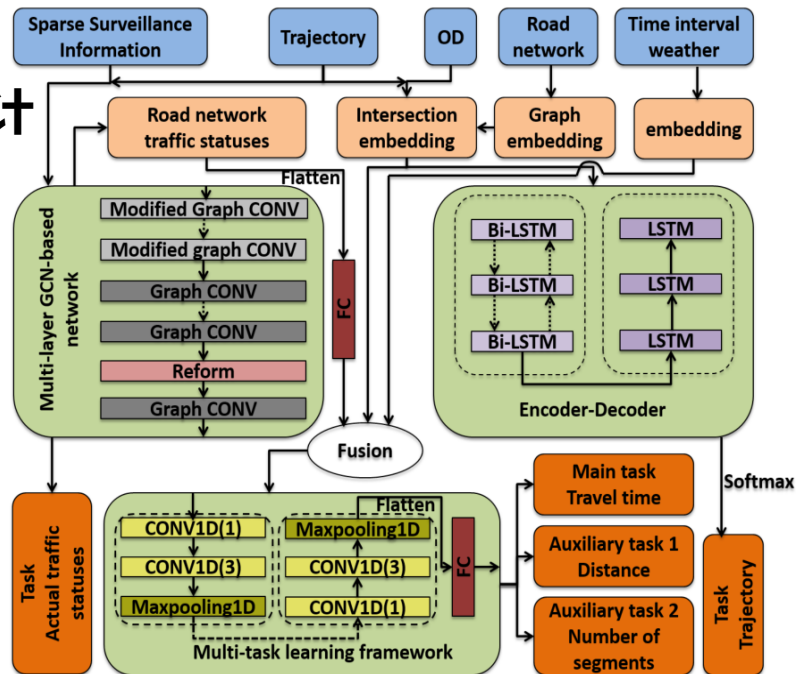 Sparse Surveillance
Information
Trajectory
OD
Road
network
Time interval
weather
Road network
traffic statuses
Intersection
embedding
Graph
embedding
embedding
Flatten
Multi-layer GCN-based
network
Modified Graph CONV
Modified graph CONV
Graph CONV
Graph CONV
Reform
Graph CONV
FC
Bi-LSTM
Bi-LSTM
Bi-LSTM
LSTM
LSTM
LSTM
Encoder-Decoder
Fusion
Softmax
Task
Actual traffic
statuses
CONV1D(1)
CONV1D(3)
Maxpooling1D
Flatten
Maxpooling1D
CONV1D(3)
CONV1D(1)
FC
Multi-task learning framework
Main task
Travel time
Auxiliary task 1
Distance
Auxiliary task 2
Number of
segments
Task
Trajectory